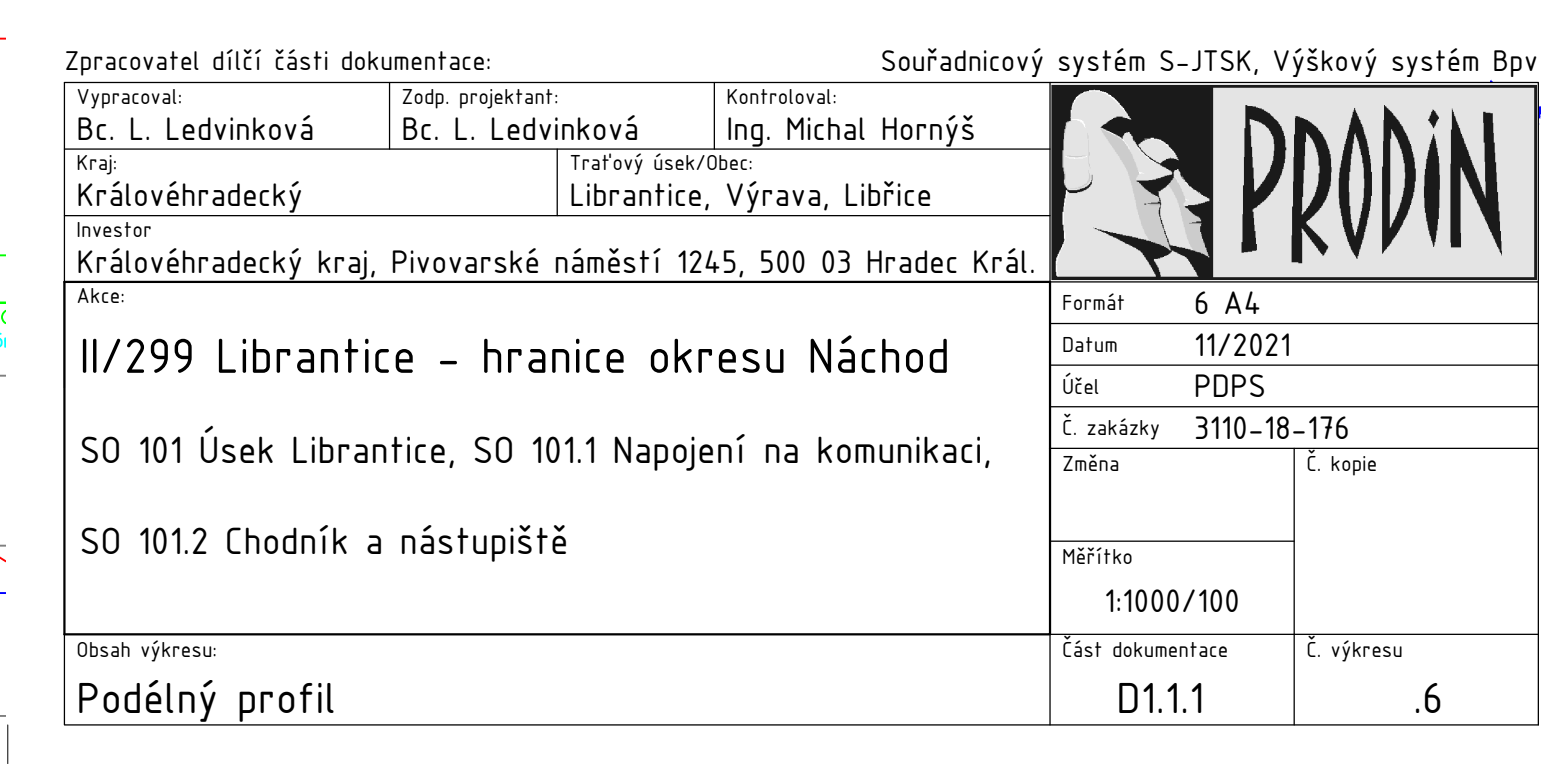 Zpracovatel dílčí části dokumentace:
Souřadnicový systém S-JTSK, Výškový systém Bpv
Vypracoval:
Bc. L. Ledvinková
Zodp. projektant:
Bc. L. Ledvinková
Kontroloval:
Ing. Michal Hornýš
Kraj:
Královéhradecký
Traťový úsek/Obec:
Librantice, Výrava, Libřice
Investor
Královéhradecký kraj, Pivovarské náměstí 1245, 500 03 Hradec Král.
PRODiN
Akce:
II/299 Librantice - hranice okresu Náchod
SO 101 Úsek Librantice, SO 101.1 Napojení na komunikaci,
SO 101.2 Chodník a nástupiště
Formát 6 A4
Datum 11/2021
Účel PDPS
Č. zakázky 3110-18-176
Změna
Č. kopie
Měřítko
1:1000/100
Obsah výkresu:
Podélný profil
Část dokumentace
D1.1.1
Č. výkresu
.6